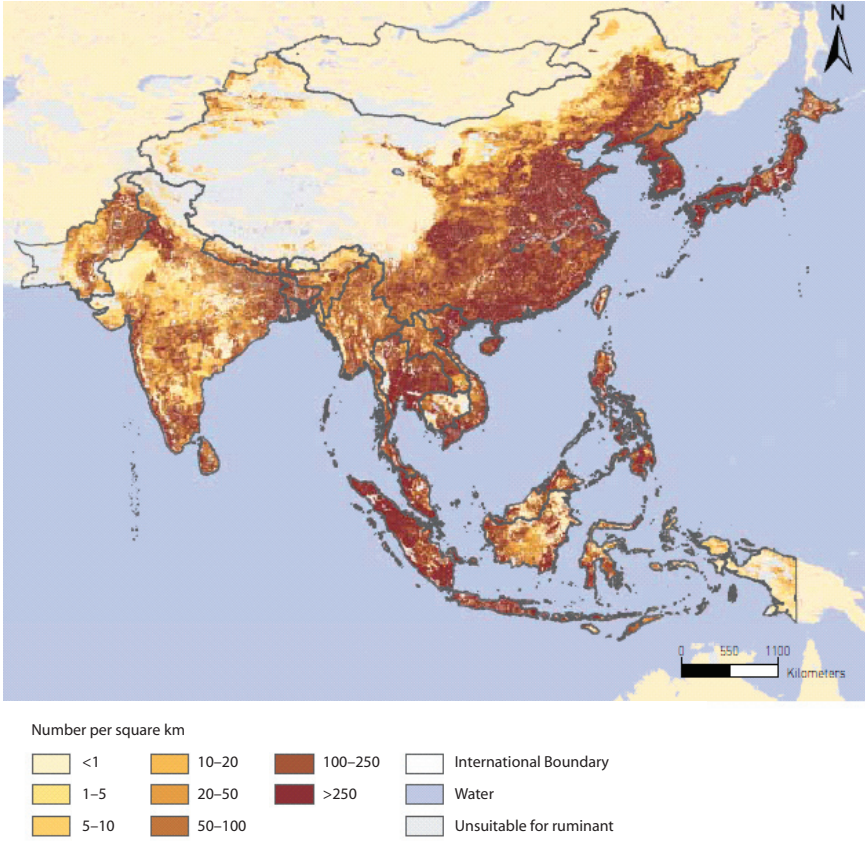 N
0 550 1100
Kilometers
Number per square km
<1 10–20 100–250 International Boundary
1–5 20–50 >250 Water
5–10 50–100 Unsuitable for ruminant